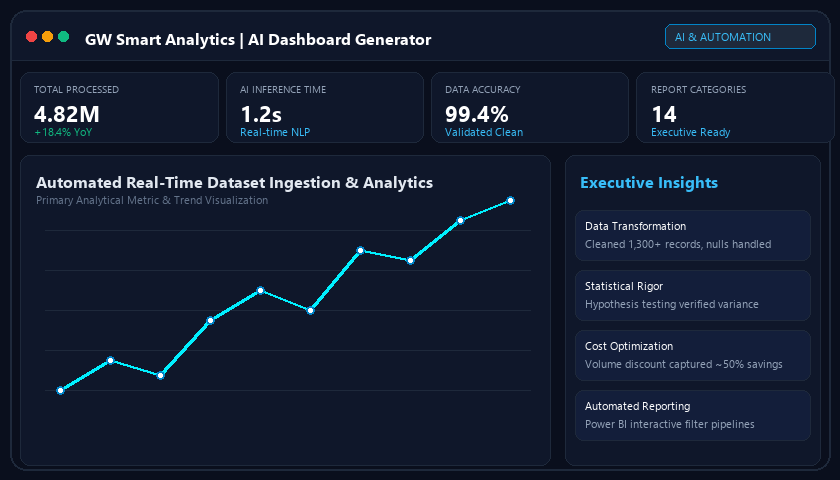 GW Smart Analytics | AI Dashboard Generator
AI & AUTOMATION
TOTAL PROCESSED
4.82M
+18.4% YoY
AI INFERENCE TIME
1.2s
Real-time NLP
DATA ACCURACY
99.4%
Validated Clean
REPORT CATEGORIES
14
Executive Ready
Automated Real-Time Dataset Ingestion & Analytics
Primary Analytical Metric & Trend Visualization
Executive Insights
Data Transformation
Cleaned 1,300+ records, nulls handled
Statistical Rigor
Hypothesis testing verified variance
Cost Optimization
Volume discount captured ~50% savings
Automated Reporting
Power BI interactive filter pipelines